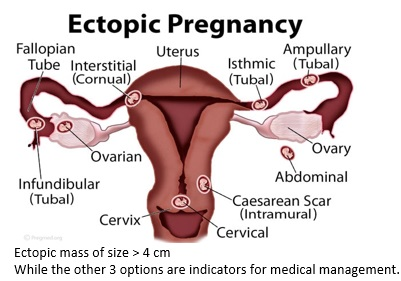 Ectopic Pregnancy
Fallopian
Tube
Interstitial
(Cornual)
Uterus
Isthmic
(Tubal)
Ampullary
(Tubal)
Ovarian
Ovary
Infundibular
(Tubal)
Abdominal
Caesarean Scar
(Intramural)
Cervix
Cervical
Ectopic mass of size > 4 cm
While the other 3 options are indicators for medical management.